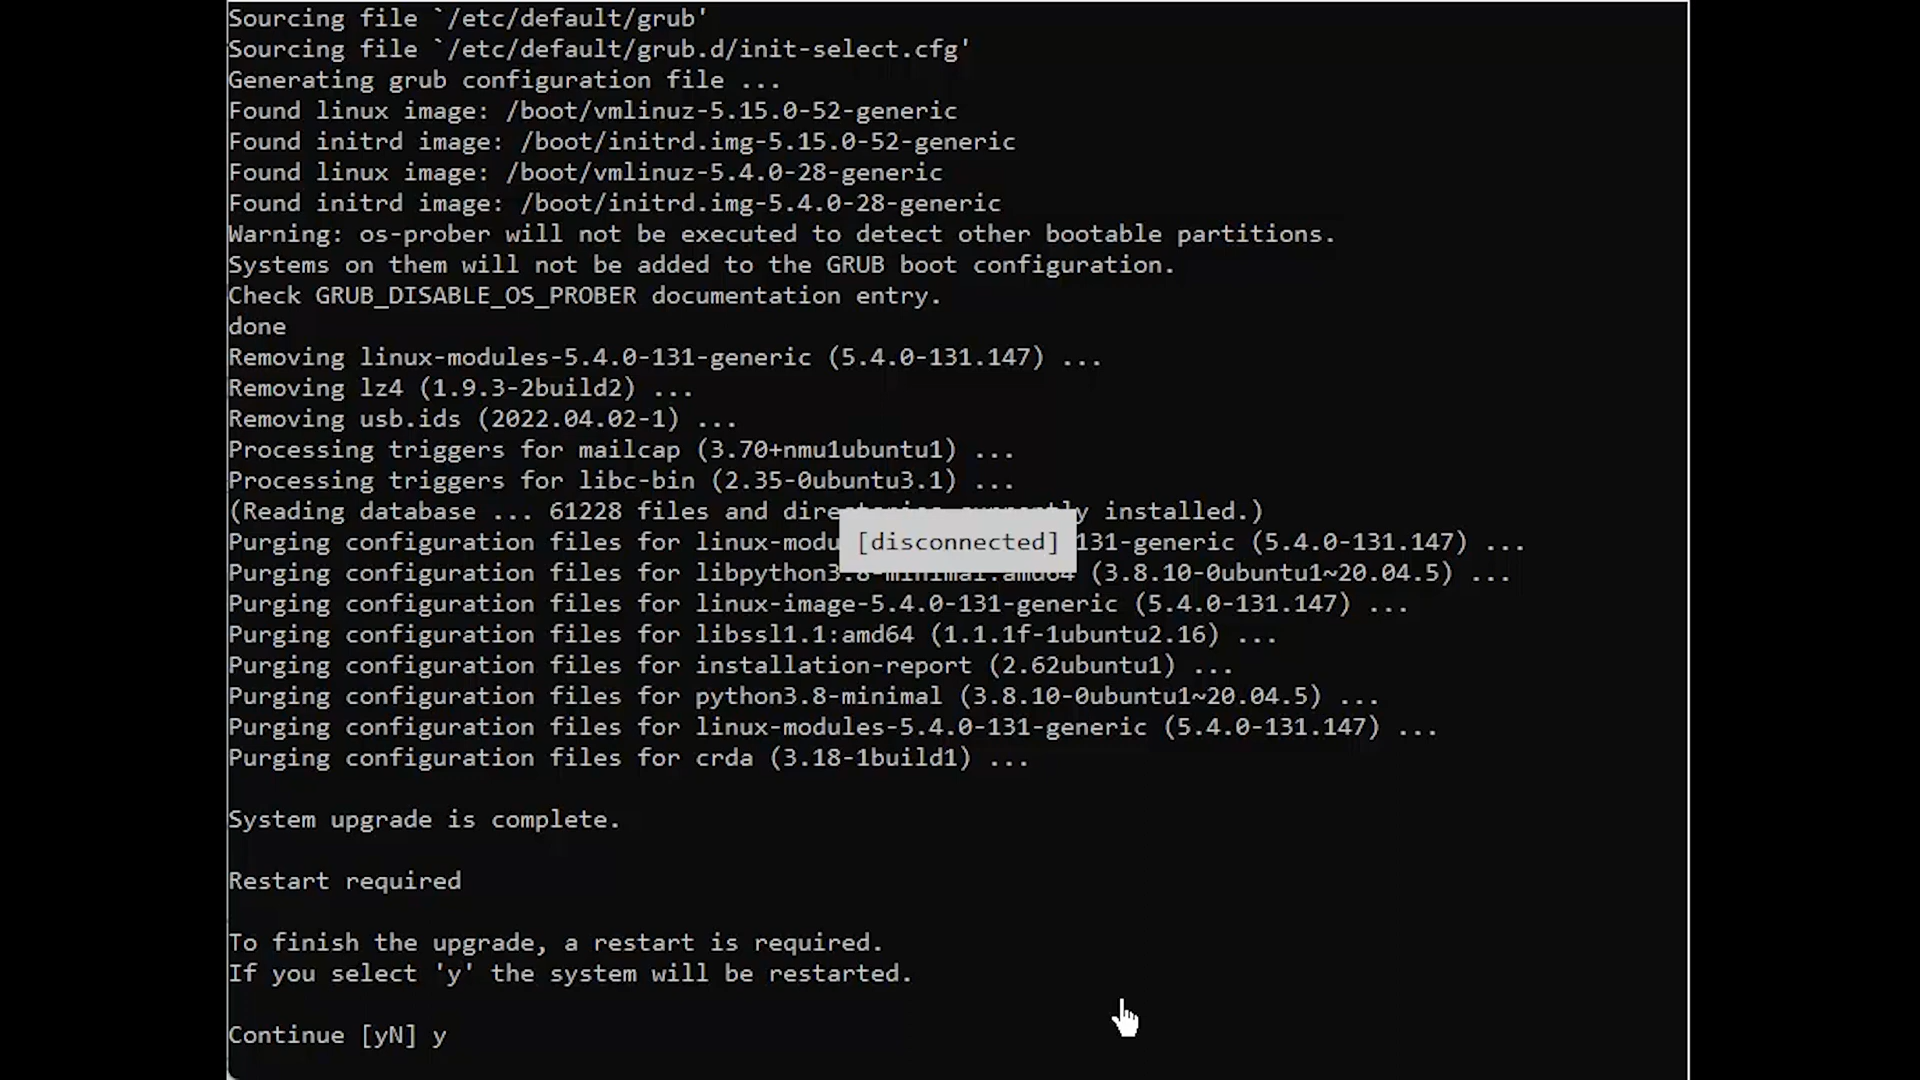 Sourcing file `/etc/default/grub'
Sourcing file `/etc/default/grub.d/init-select.cfg'
Generating grub configuration file ...
Found linux image: /boot/vmlinuz-5.15.0-52-generic
Found initrd image: /boot/initrd.img-5.15.0-52-generic
Found linux image: /boot/vmlinuz-5.4.0-28-generic
Found initrd image: /boot/initrd.img-5.4.0-28-generic
Warning: os-prober will not be executed to detect other bootable partitions.
Systems on them will not be added to the GRUB boot configuration.
Check GRUB_DISABLE_OS_PROBER documentation entry.
done
Removing linux-modules-5.4.0-131-generic (5.4.0-131.147) ...
Removing lz4 (1.9.3-2build2) ...
Removing usb.ids (2022.04.02-1) ...
Processing triggers for mailcap (3.70+nmu1ubuntu1) ...
Processing triggers for libc-bin (2.35-0ubuntu3.1) ...
(Reading database ... 61228 files and directories currently installed.)
Purging configuration files for linux-modu 131-generic (5.4.0-131.147) ...
[disconnected]
Purging configuration files for libpython3.8-minimal:amd64 (3.8.10-0ubuntu1~20.04.5) ...
Purging configuration files for linux-image-5.4.0-131-generic (5.4.0-131.147) ...
Purging configuration files for libssl1.1:amd64 (1.1.1f-1ubuntu2.16) ...
Purging configuration files for installation-report (2.62ubuntu1) ...
Purging configuration files for python3.8-minimal (3.8.10-0ubuntu1~20.04.5) ...
Purging configuration files for linux-modules-5.4.0-131-generic (5.4.0-131.147) ...
Purging configuration files for crda (3.18-1build1) ...
System upgrade is complete.
Restart required
To finish the upgrade, a restart is required.
If you select 'y' the system will be restarted.
Continue [yN] y